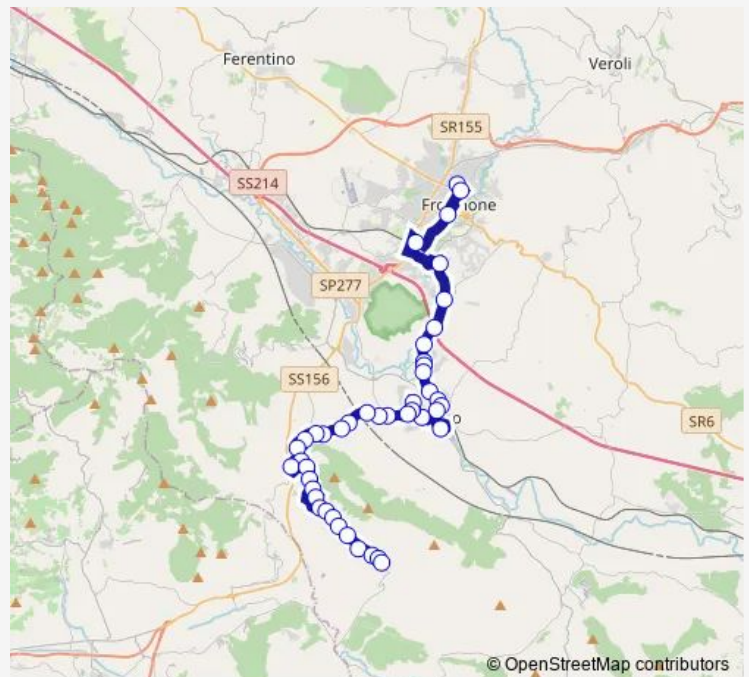 Ferentino
Veroli
SR155
SS214
SP277
SS156
SR6
© OpenStreetMap contributors